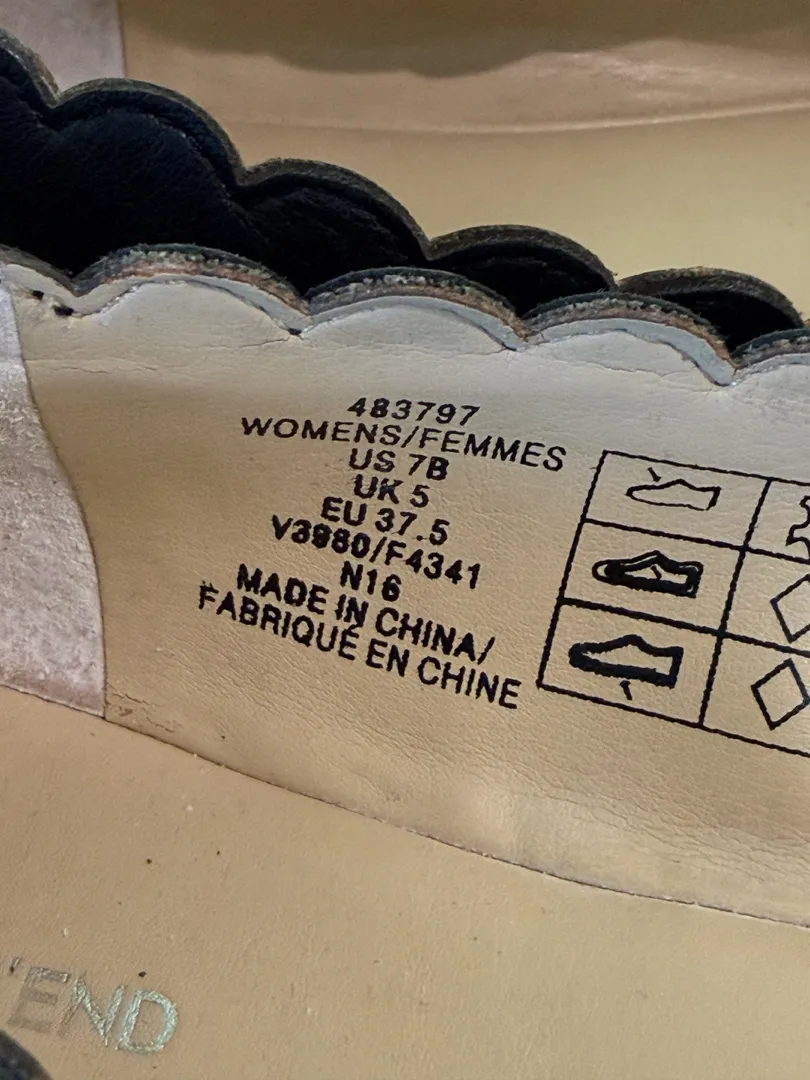 483797
WOMENS/FEMMES
US 7B
UK 5
EU 37.5
V3980/F4341
N16
MADE IN CHINA/
FABRIQUÉ EN CHINE
'END